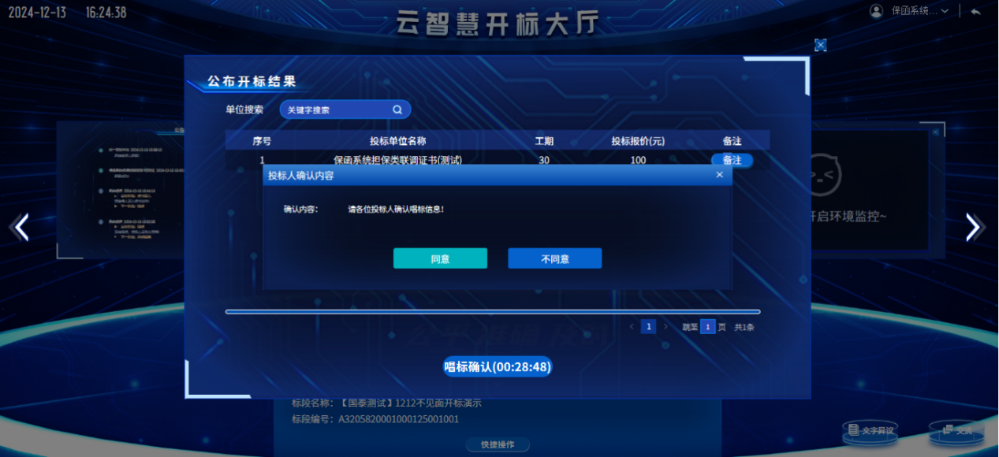 2024-12-13 16:24:38
云智慧开标大厅
保函系统...
公布开标结果
单位搜索 关键字搜索
序号 投标单位名称 工期 投标报价(元) 备注
1 保函系统担保类联调证书(测试) 30 100 备注
投标人确认内容
确认内容: 请各位投标人确认唱标信息!
同意 不同意
开启环境监控~
1 跳至 1 页 共1条
唱标确认(00:28:48)
标段名称:【国泰测试】1212不见面开标演示
标段编号: A3205820001000125001001
快捷操作
文字异议
交流